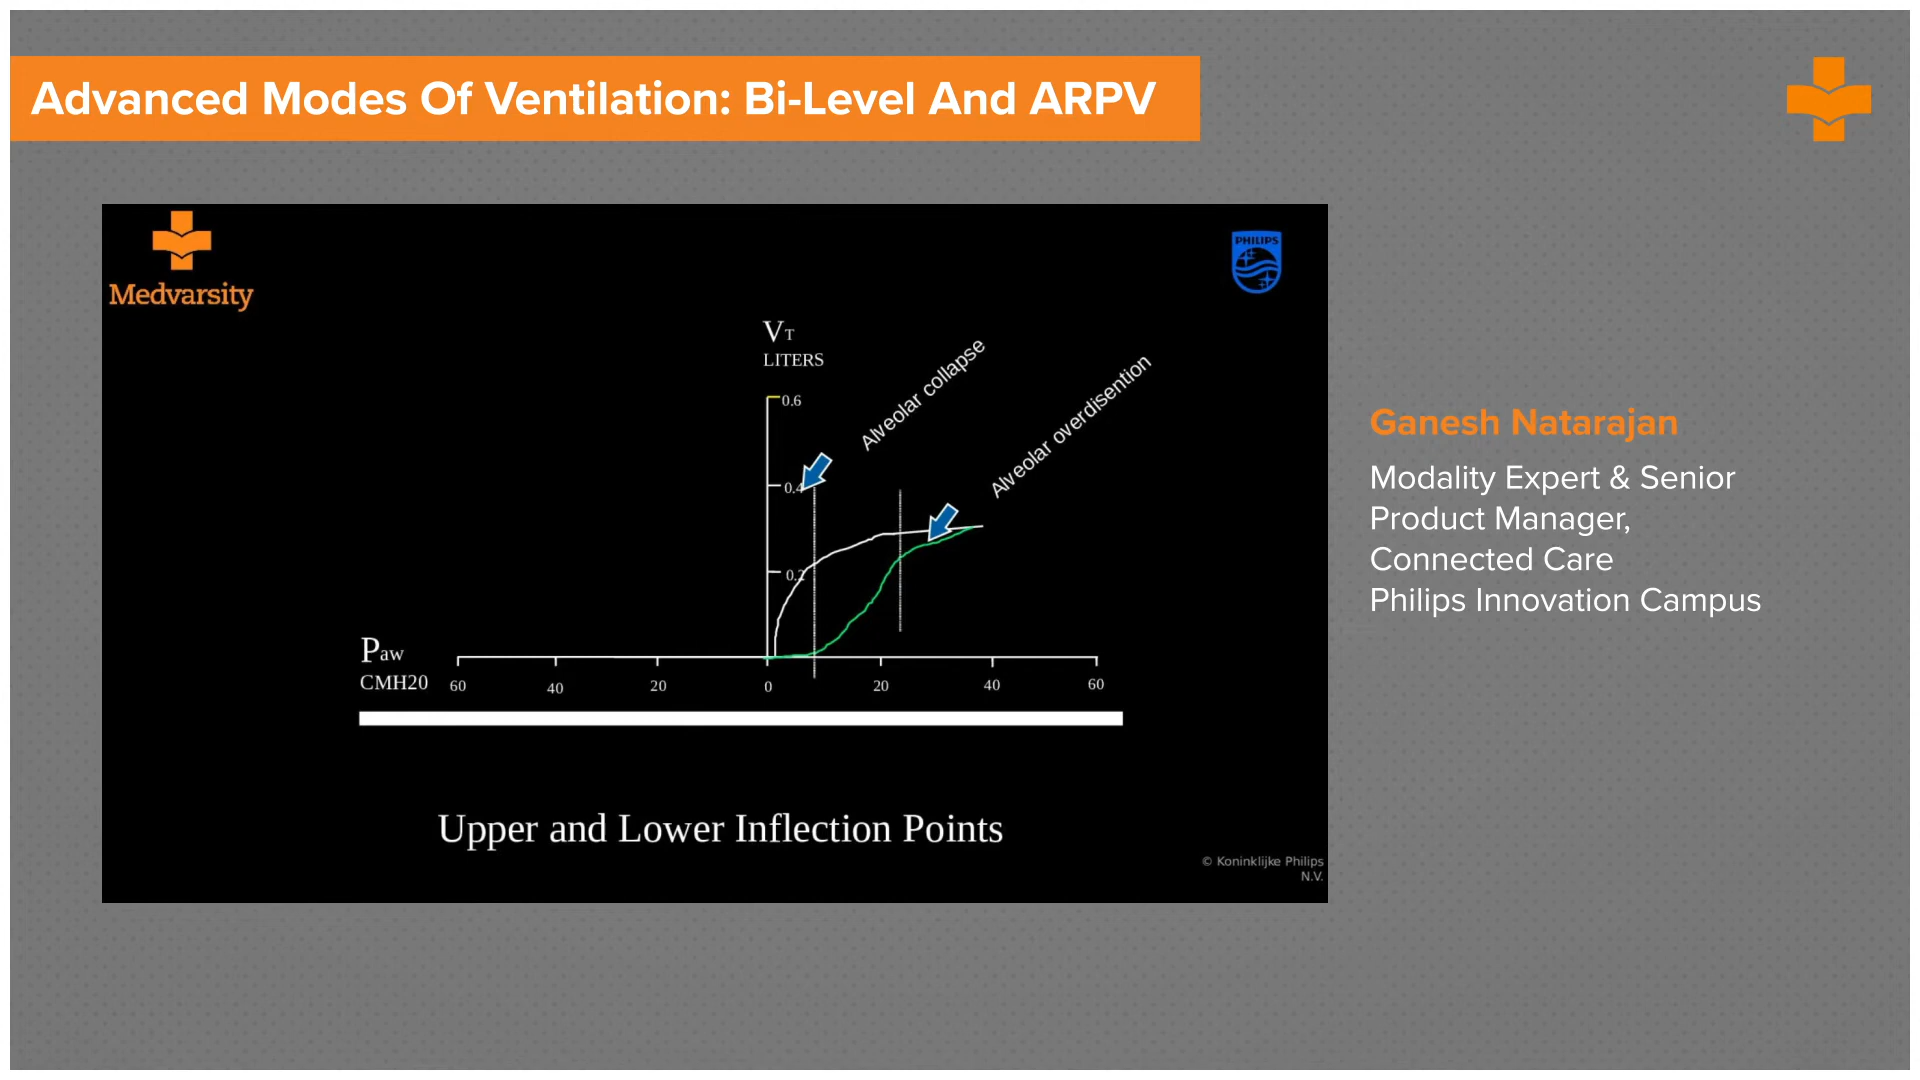 Advanced Modes Of Ventilation: Bi-Level And ARPV
Medvarsity
PHILIPS
VT
LITERS
Alveolar collapse
Alveolar overdisention
0.6
0.4
0.2
Paw
CMH20
60
40
20
0
20
40
60
Upper and Lower Inflection Points
© Koninklijke Philips
N.V.
Ganesh Natarajan
Modality Expert & Senior
Product Manager,
Connected Care
Philips Innovation Campus